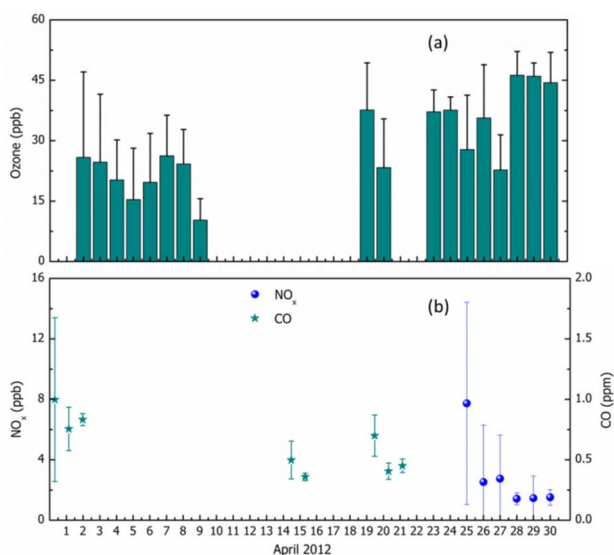 60
(a)
45
Ozone (ppb)
30
15
0
16
2.0
NOx
(b)
CO
12
1.5
NOx (ppb)
8
1.0
CO (ppm)
4
0.5
0
0.0
1 2 3 4 5 6 7 8 9 10 11 12 13 14 15 16 17 18 19 20 21 22 23 24 25 26 27 28 29 30
April 2012